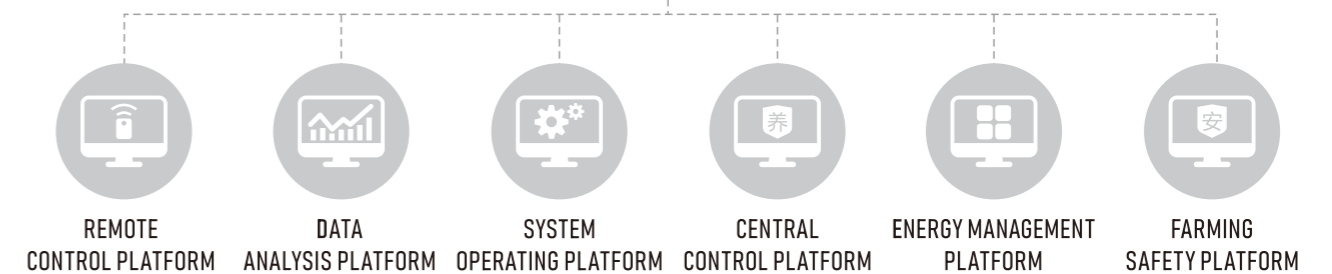 养
安
REMOTE
CONTROL PLATFORM
DATA
ANALYSIS PLATFORM
SYSTEM
OPERATING PLATFORM
CENTRAL
CONTROL PLATFORM
ENERGY MANAGEMENT
PLATFORM
FARMING
SAFETY PLATFORM